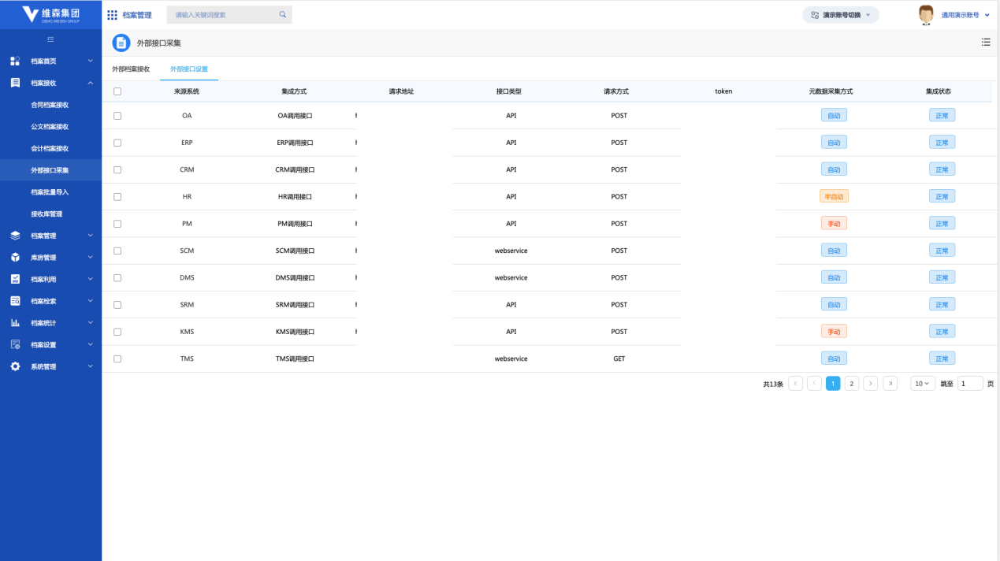 维森集团
DEMO WEISEN GROUP
档案管理
请输入关键词搜索
演示账号切换
通用演示账号
档案首页
档案接收
合同档案接收
公文档案接收
会计档案接收
外部接口采集
档案批量导入
接收库管理
档案管理
库房管理
档案利用
档案检索
档案统计
档案设置
系统管理
外部接口采集
外部档案接收 外部接口设置
来源系统 集成方式 请求地址 接口类型 请求方式 token 元数据采集方式 集成状态
OA OA调用接口 API POST 自动 正常
ERP ERP调用接口 API POST 自动 正常
CRM CRM调用接口 API POST 自动 正常
HR HR调用接口 API POST 半自动 正常
PM PM调用接口 API POST 手动 正常
SCM SCM调用接口 webservice POST 自动 正常
DMS DMS调用接口 webservice POST 自动 正常
SRM SRM调用接口 API POST 自动 正常
KMS KMS调用接口 API POST 手动 正常
TMS TMS调用接口 webservice GET 自动 正常
共13条 1 2 10 跳至 1 页